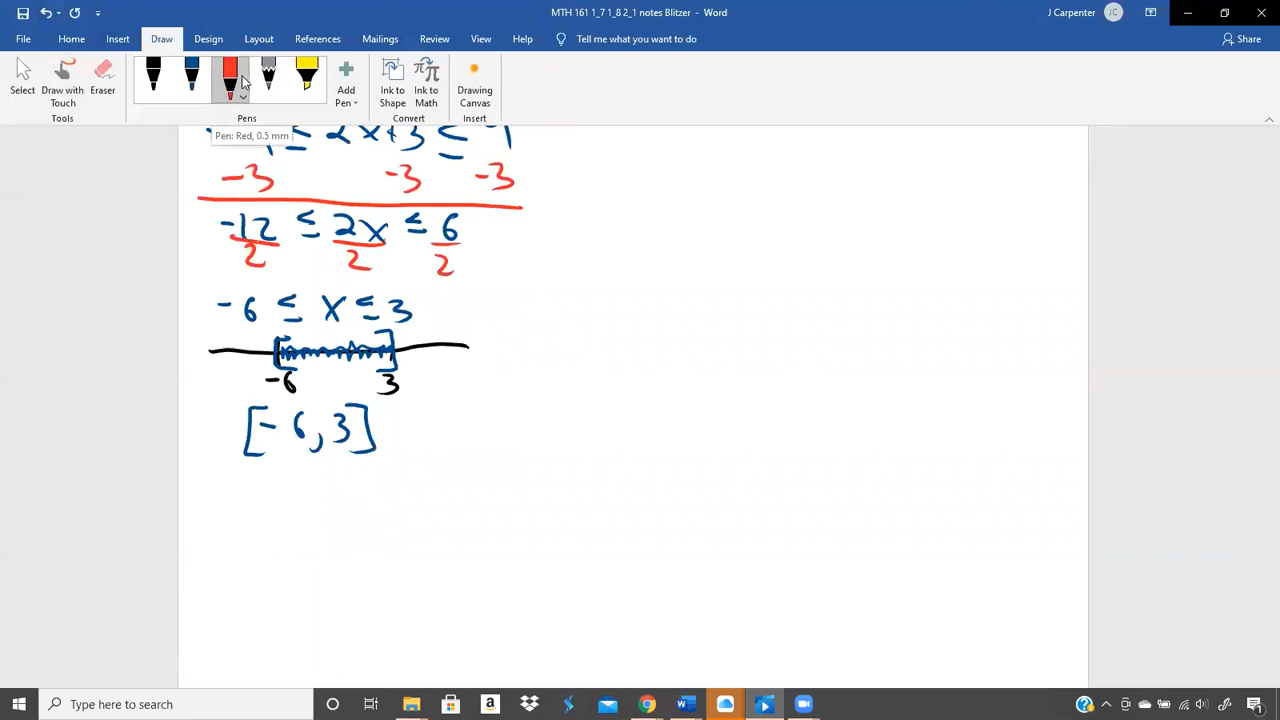 MTH 161 1_7 1_8 2_1 notes Blitzer - Word
J Carpenter JC
File Home Insert Draw Design Layout References Mailings Review View Help Tell me what you want to do Share
Select Draw with Touch Eraser Add Pen Ink to Shape Ink to Math Drawing Canvas
Tools Pens Convert Insert
Pen: Red, 0.5 mm
≤ 2x+3 ≤
-3 -3 -3
-12 ≤ 2x ≤ 6
2 2 2
-6 ≤ x ≤ 3
[ ]
-6 3
[-6,3]
Type here to search